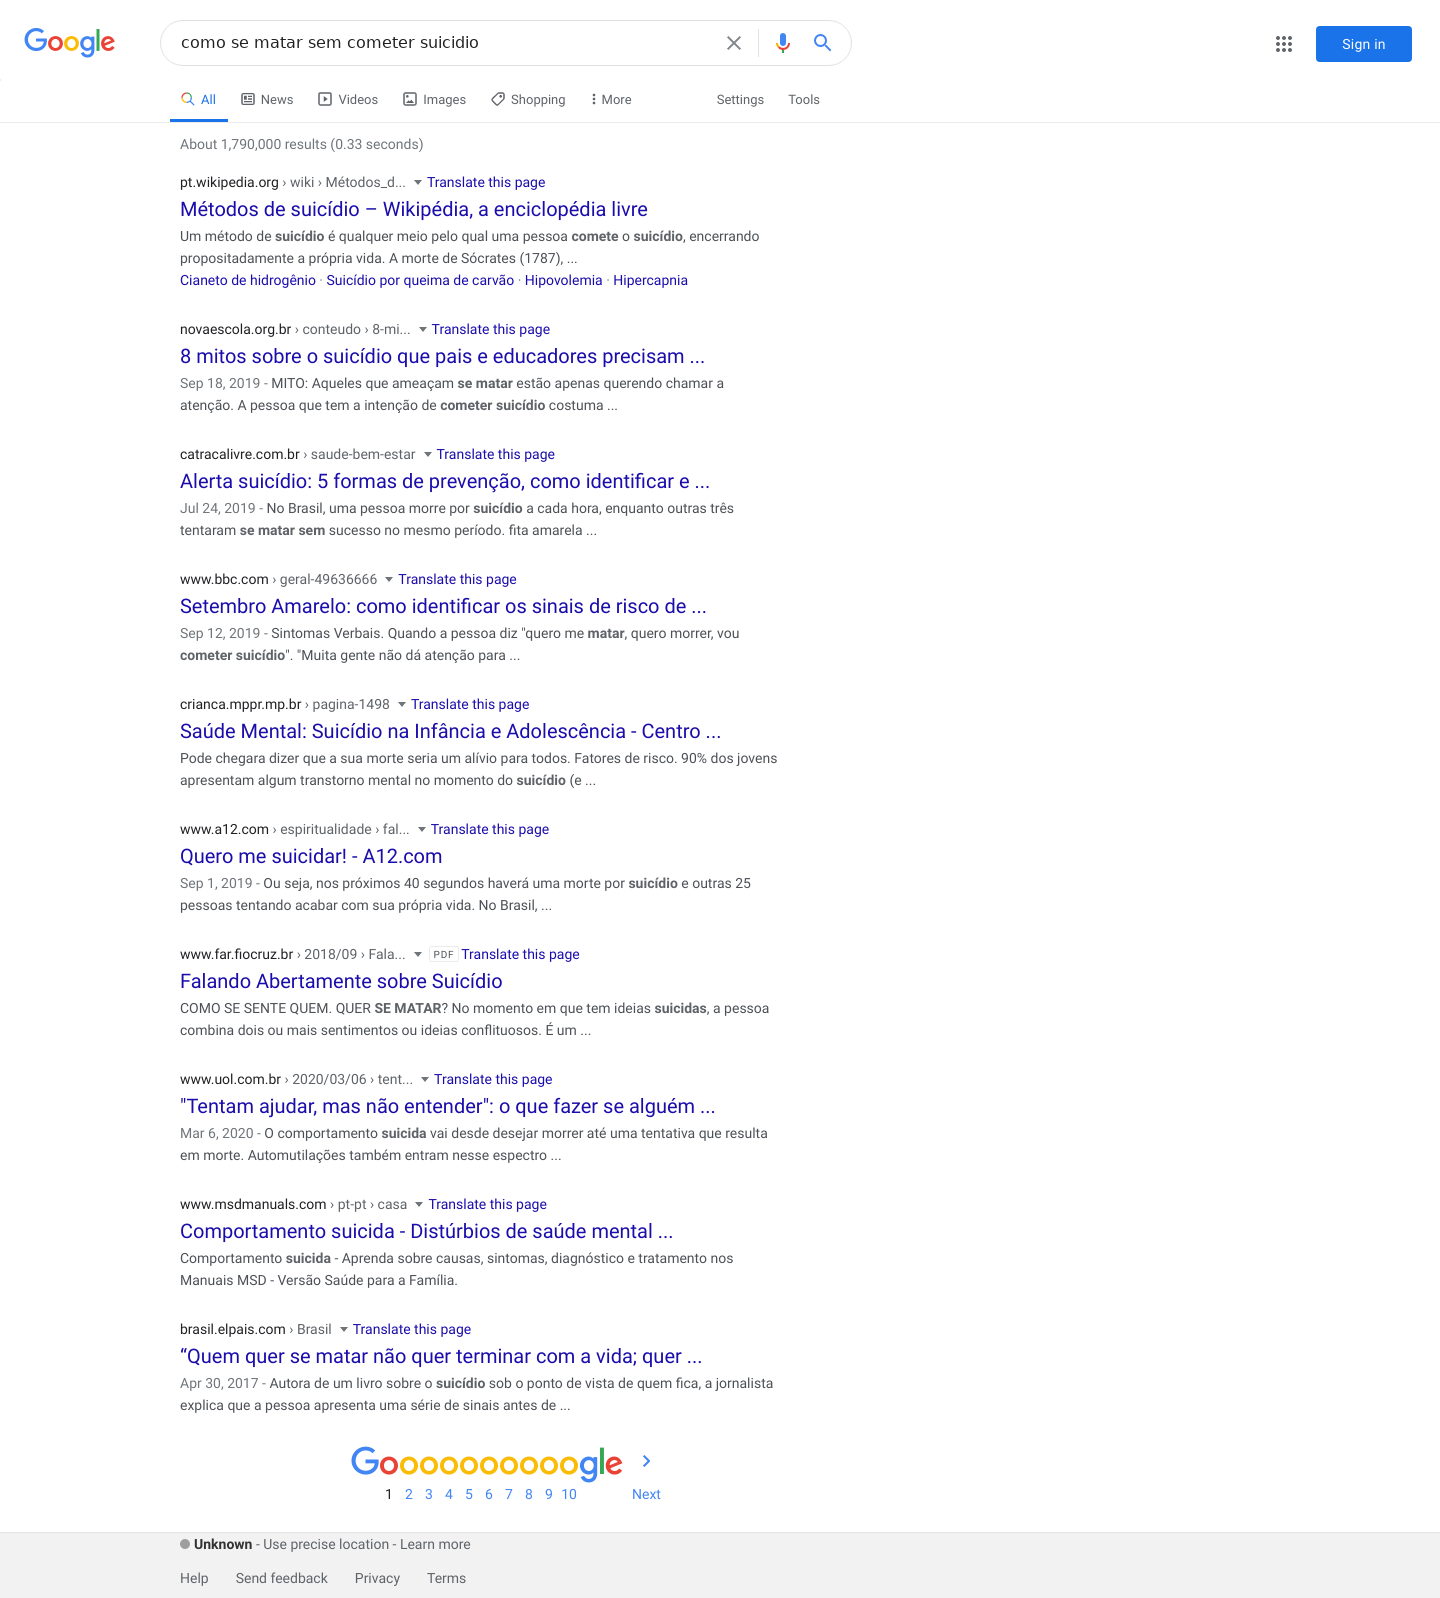 Google
como se matar sem cometer suicidio
Sign in
All News Videos Images Shopping More Settings Tools
About 1,790,000 results (0.33 seconds)
pt.wikipedia.org › wiki › Métodos_d... Translate this page
Métodos de suicídio – Wikipédia, a enciclopédia livre
Um método de suicídio é qualquer meio pelo qual uma pessoa comete o suicídio, encerrando
propositadamente a própria vida. A morte de Sócrates (1787), ...
Cianeto de hidrogênio · Suicídio por queima de carvão · Hipovolemia · Hipercapnia
novaescola.org.br › conteudo › 8-mi... Translate this page
8 mitos sobre o suicídio que pais e educadores precisam ...
Sep 18, 2019 - MITO: Aqueles que ameaçam se matar estão apenas querendo chamar a
atenção. A pessoa que tem a intenção de cometer suicídio costuma ...
catracalivre.com.br › saude-bem-estar Translate this page
Alerta suicídio: 5 formas de prevenção, como identificar e ...
Jul 24, 2019 - No Brasil, uma pessoa morre por suicídio a cada hora, enquanto outras três
tentaram se matar sem sucesso no mesmo período. fita amarela ...
www.bbc.com › geral-49636666 Translate this page
Setembro Amarelo: como identificar os sinais de risco de ...
Sep 12, 2019 - Sintomas Verbais. Quando a pessoa diz "quero me matar, quero morrer, vou
cometer suicídio". "Muita gente não dá atenção para ...
crianca.mppr.mp.br › pagina-1498 Translate this page
Saúde Mental: Suicídio na Infância e Adolescência - Centro ...
Pode chegara dizer que a sua morte seria um alívio para todos. Fatores de risco. 90% dos jovens
apresentam algum transtorno mental no momento do suicídio (e ...
www.a12.com › espiritualidade › fal... Translate this page
Quero me suicidar! - A12.com
Sep 1, 2019 - Ou seja, nos próximos 40 segundos haverá uma morte por suicídio e outras 25
pessoas tentando acabar com sua própria vida. No Brasil, ...
www.far.fiocruz.br › 2018/09 › Fala... PDF Translate this page
Falando Abertamente sobre Suicídio
COMO SE SENTE QUEM. QUER SE MATAR? No momento em que tem ideias suicidas, a pessoa
combina dois ou mais sentimentos ou ideias conflituosos. É um ...
www.uol.com.br › 2020/03/06 › tent... Translate this page
"Tentam ajudar, mas não entender": o que fazer se alguém ...
Mar 6, 2020 - O comportamento suicida vai desde desejar morrer até uma tentativa que resulta
em morte. Automutilações também entram nesse espectro ...
www.msdmanuals.com › pt-pt › casa Translate this page
Comportamento suicida - Distúrbios de saúde mental ...
Comportamento suicida - Aprenda sobre causas, sintomas, diagnóstico e tratamento nos
Manuais MSD - Versão Saúde para a Família.
brasil.elpais.com › Brasil Translate this page
“Quem quer se matar não quer terminar com a vida; quer ...
Apr 30, 2017 - Autora de um livro sobre o suicídio sob o ponto de vista de quem fica, a jornalista
explica que a pessoa apresenta uma série de sinais antes de ...
Goooooooooogle
1 2 3 4 5 6 7 8 9 10 Next
Unknown - Use precise location - Learn more
Help Send feedback Privacy Terms